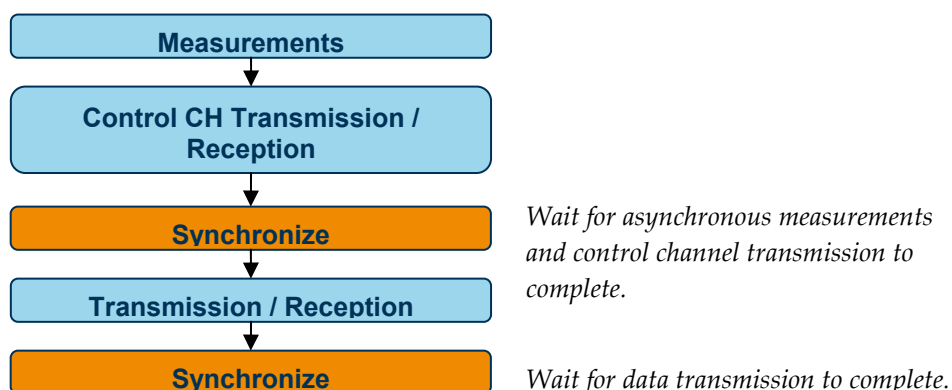 Measurements
Control CH Transmission /
Reception
Synchronize
Wait for asynchronous measurements
and control channel transmission to
complete.
Transmission / Reception
Synchronize
Wait for data transmission to complete.